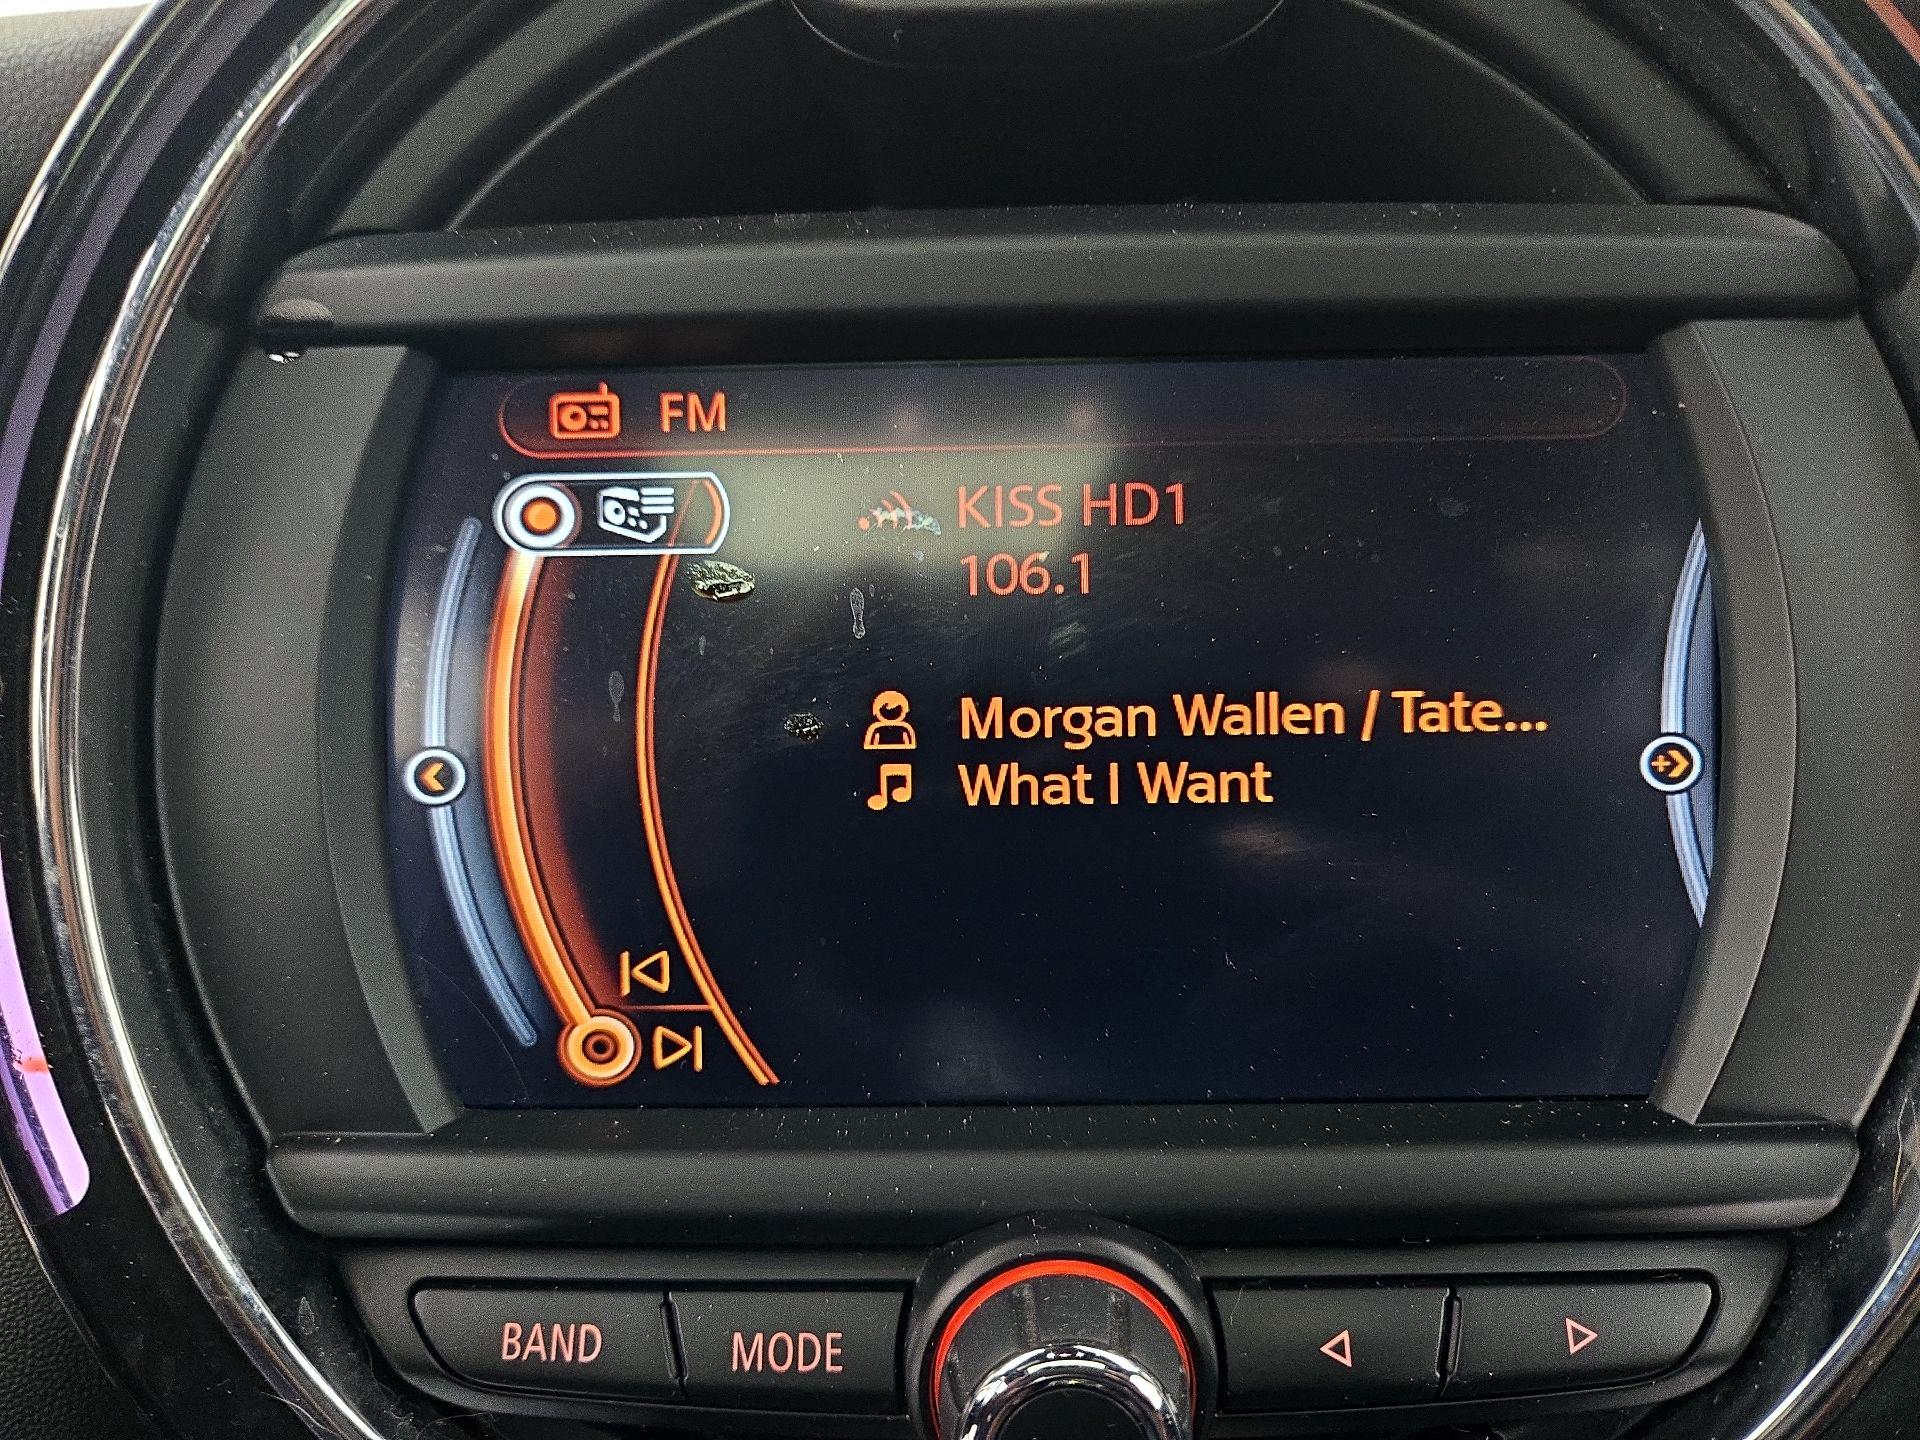 FM
KISS HD1
106.1
Morgan Wallen / Tate...
What I Want
BAND
MODE